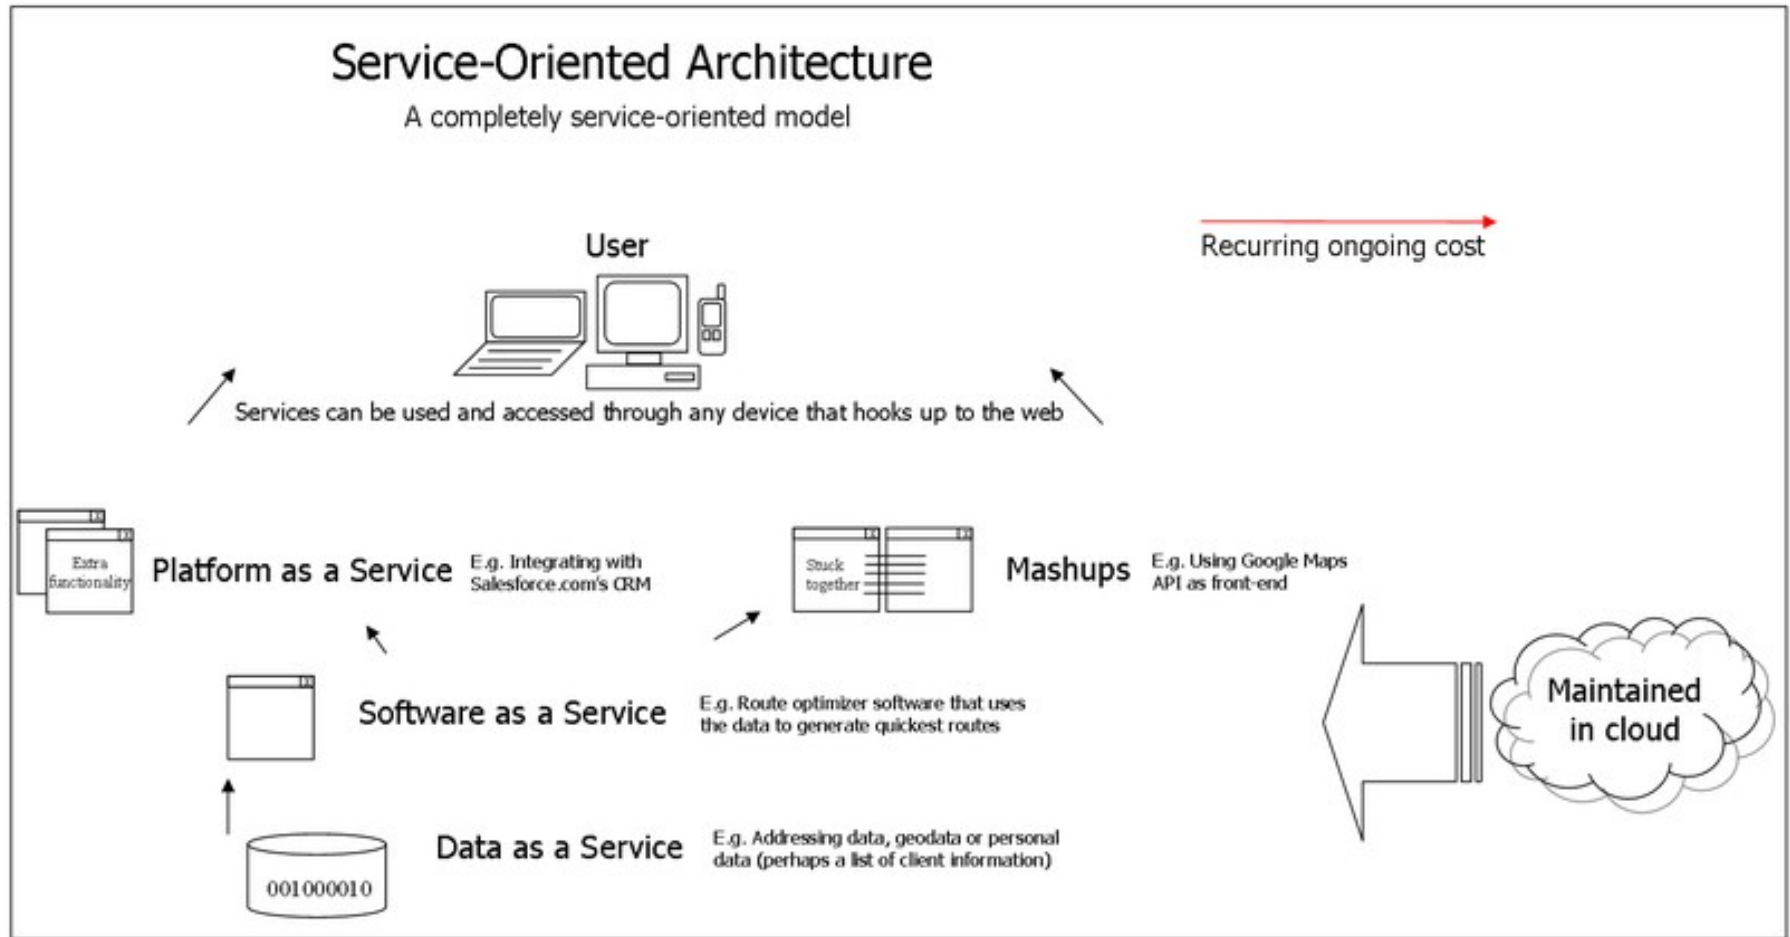 Service-Oriented Architecture
A completely service-oriented model
User
Recurring ongoing cost
Services can be used and accessed through any device that hooks up to the web
Extra
functionality
Platform as a Service
E.g. Integrating with
Salesforce.com's CRM
Stuck
together
Mashups
E.g. Using Google Maps
API as front-end
Software as a Service
E.g. Route optimizer software that uses
the data to generate quickest routes
Maintained
in cloud
Data as a Service
E.g. Addressing data, geodata or personal
data (perhaps a list of client information)
001000010